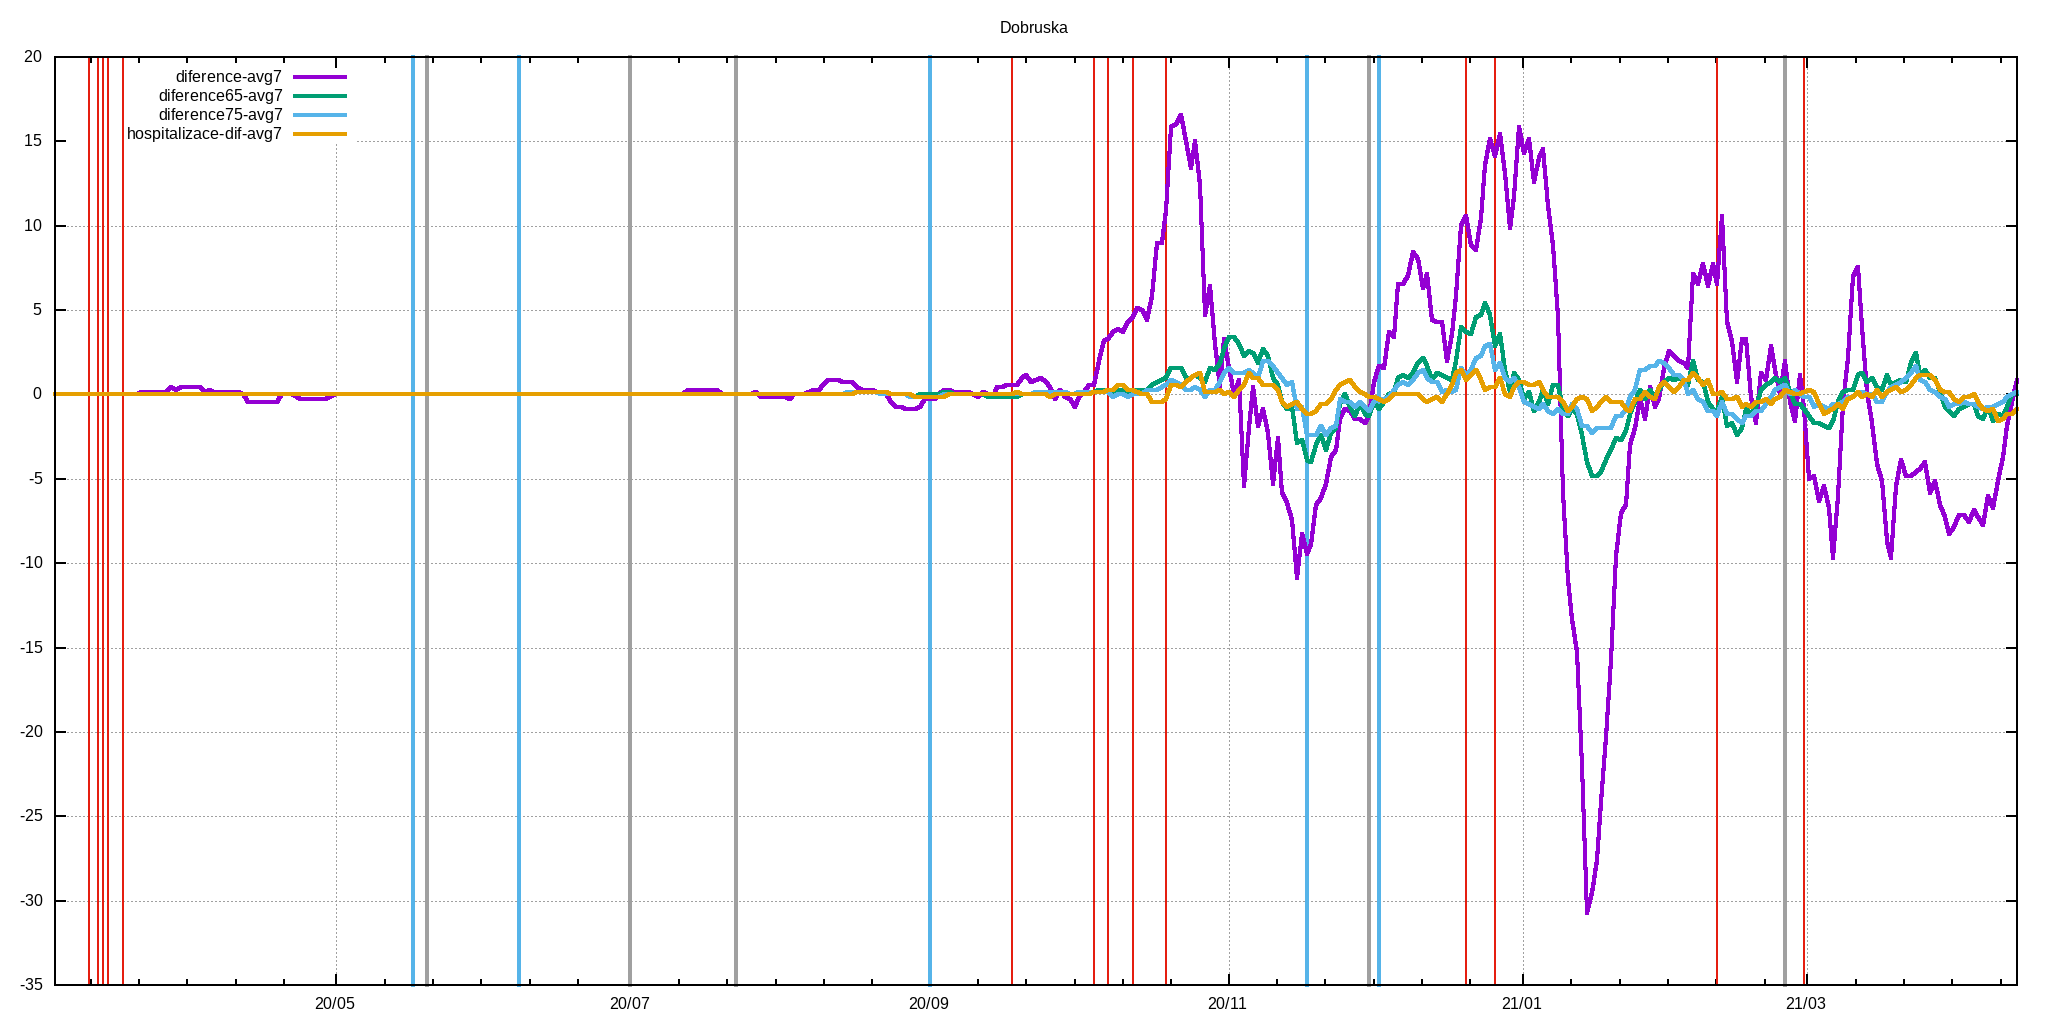 Dobruska
20
diference-avg7
diference65-avg7
diference75-avg7
hospitalizace-dif-avg7
15
10
5
0
-5
-10
-15
-20
-25
-30
-35
20/05 20/07 20/09 20/11 21/01 21/03